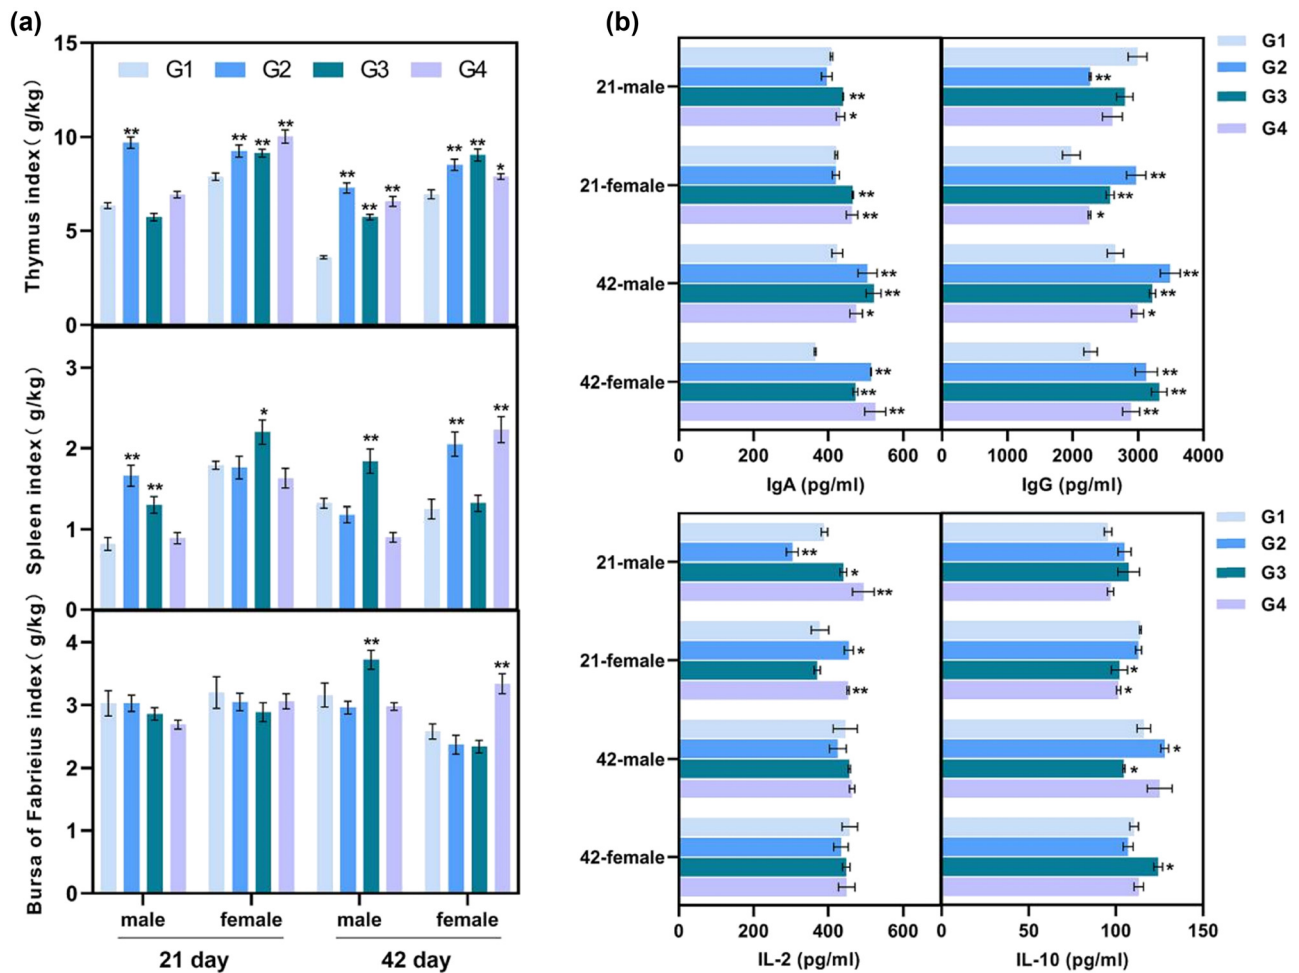 (a)
15
10
5
0
Thymus index( g/kg)
G1 G2 G3 G4
** ** ** ** ** ** ** ** ** *
3
2
1
0
Spleen index( g/kg)
** ** * ** ** **
4
3
2
1
0
Bursa of Fabrieius index( g/kg)
** **
male female male female
21 day 42 day
(b)
21-male
21-female
42-male
42-female
** * ** ** ** ** * ** ** **
0 200 400 600
IgA (pg/ml)
** ** ** * ** ** * ** ** **
0 1000 2000 3000 4000
IgG (pg/ml)
G1
G2
G3
G4
21-male
21-female
42-male
42-female
** * ** * **
0 200 400 600
IL-2 (pg/ml)
* * * * *
0 50 100 150
IL-10 (pg/ml)
G1
G2
G3
G4